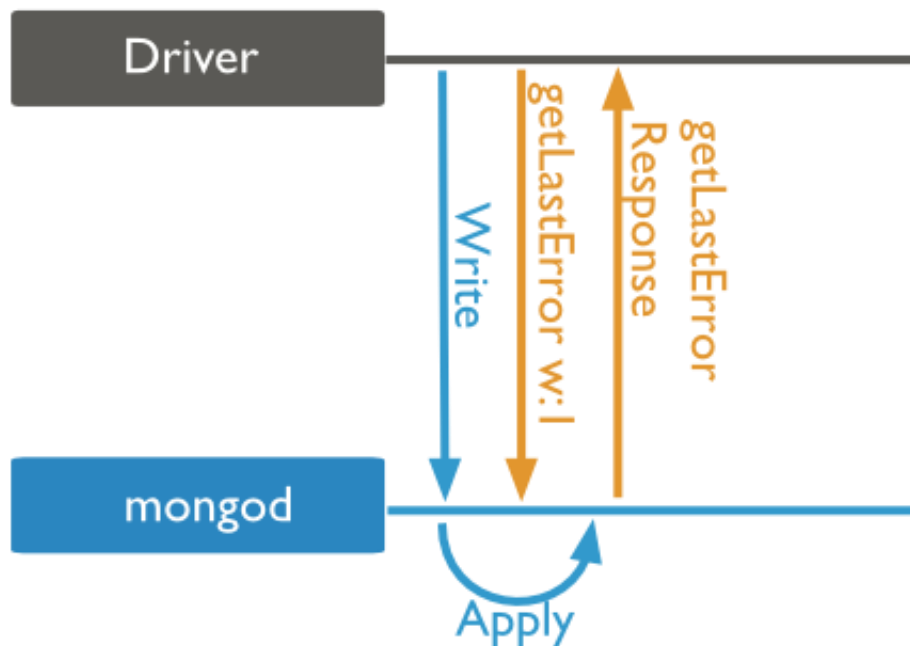 Driver
Write
getLastError w:1
getLastError
Response
mongod
Apply